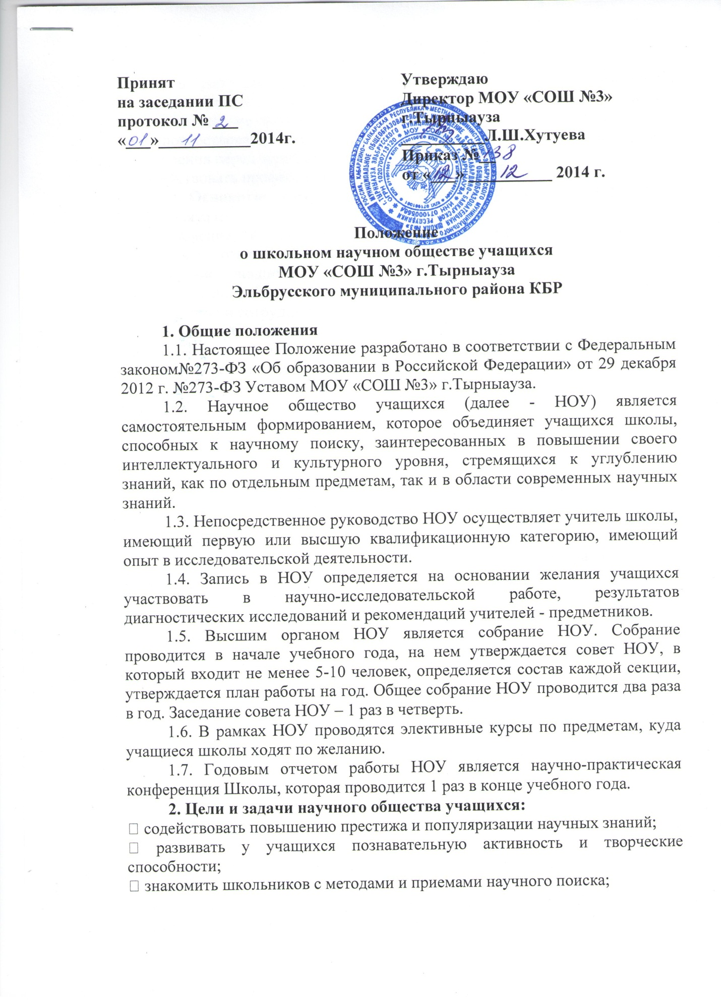 Принят
на заседании ПС
протокол № 2
«01» 11 2014г.
Утверждаю
Директор МОУ «СОШ №3»
г.Тырныауза
Л.Ш.Хутуева
Приказ № 138
от «12» 12 2014 г.
Положение
о школьном научном обществе учащихся
МОУ «СОШ №3» г.Тырныауза
Эльбрусского муниципального района КБР
1. Общие положения
1.1. Настоящее Положение разработано в соответствии с Федеральным
законом№273-ФЗ «Об образовании в Российской Федерации» от 29 декабря
2012 г. №273-ФЗ Уставом МОУ «СОШ №3» г.Тырныауза.
1.2. Научное общество учащихся (далее - НОУ) является
самостоятельным формированием, которое объединяет учащихся школы,
способных к научному поиску, заинтересованных в повышении своего
интеллектуального и культурного уровня, стремящихся к углублению
знаний, как по отдельным предметам, так и в области современных научных
знаний.
1.3. Непосредственное руководство НОУ осуществляет учитель школы,
имеющий первую или высшую квалификационную категорию, имеющий
опыт в исследовательской деятельности.
1.4. Запись в НОУ определяется на основании желания учащихся
участвовать в научно-исследовательской работе, результатов
диагностических исследований и рекомендаций учителей - предметников.
1.5. Высшим органом НОУ является собрание НОУ. Собрание
проводится в начале учебного года, на нем утверждается совет НОУ, в
который входит не менее 5-10 человек, определяется состав каждой секции,
утверждается план работы на год. Общее собрание НОУ проводится два раза
в год. Заседание совета НОУ – 1 раз в четверть.
1.6. В рамках НОУ проводятся элективные курсы по предметам, куда
учащиеся школы ходят по желанию.
1.7. Годовым отчетом работы НОУ является научно-практическая
конференция Школы, которая проводится 1 раз в конце учебного года.
2. Цели и задачи научного общества учащихся:
содействовать повышению престижа и популяризации научных знаний;
развивать у учащихся познавательную активность и творческие
способности;
знакомить школьников с методами и приемами научного поиска;